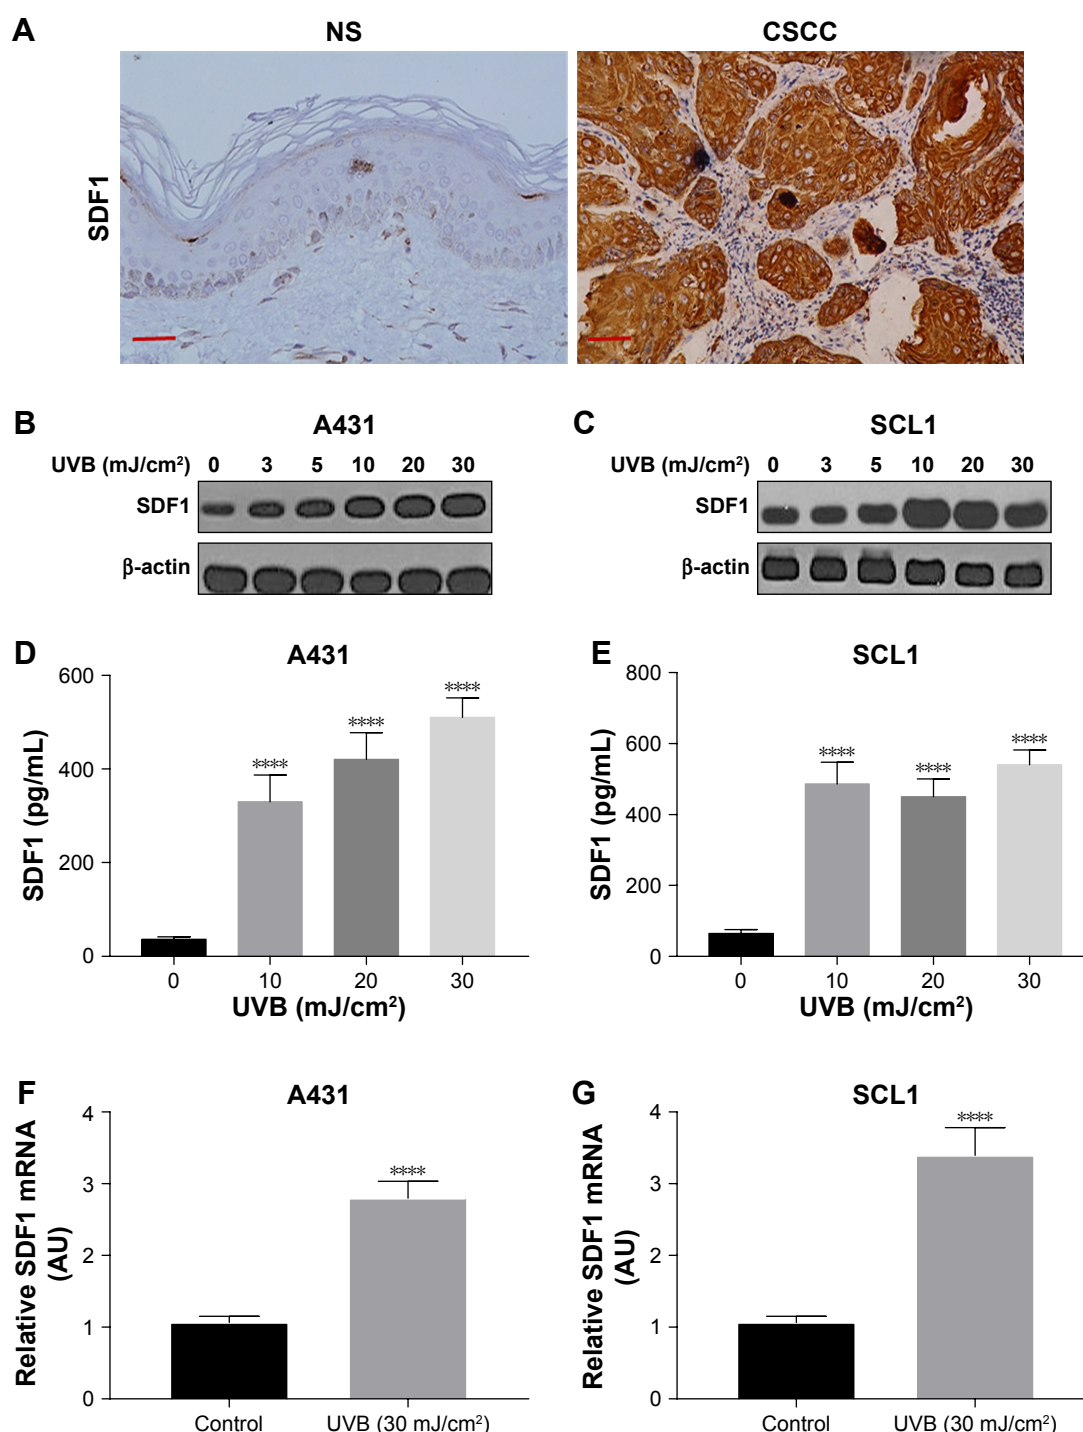 A
NS
CSCC
SDF1
B
A431
UVB (mJ/cm²) 0 3 5 10 20 30
SDF1
β-actin
C
SCL1
UVB (mJ/cm²) 0 3 5 10 20 30
SDF1
β-actin
D
A431
SDF1 (pg/mL)
600
400
200
0
****
****
****
0 10 20 30
UVB (mJ/cm²)
E
SCL1
SDF1 (pg/mL)
800
600
400
200
0
****
****
****
0 10 20 30
UVB (mJ/cm²)
F
A431
Relative SDF1 mRNA
(AU)
4
3
2
1
0
****
Control UVB (30 mJ/cm²)
G
SCL1
Relative SDF1 mRNA
(AU)
4
3
2
1
0
****
Control UVB (30 mJ/cm²)